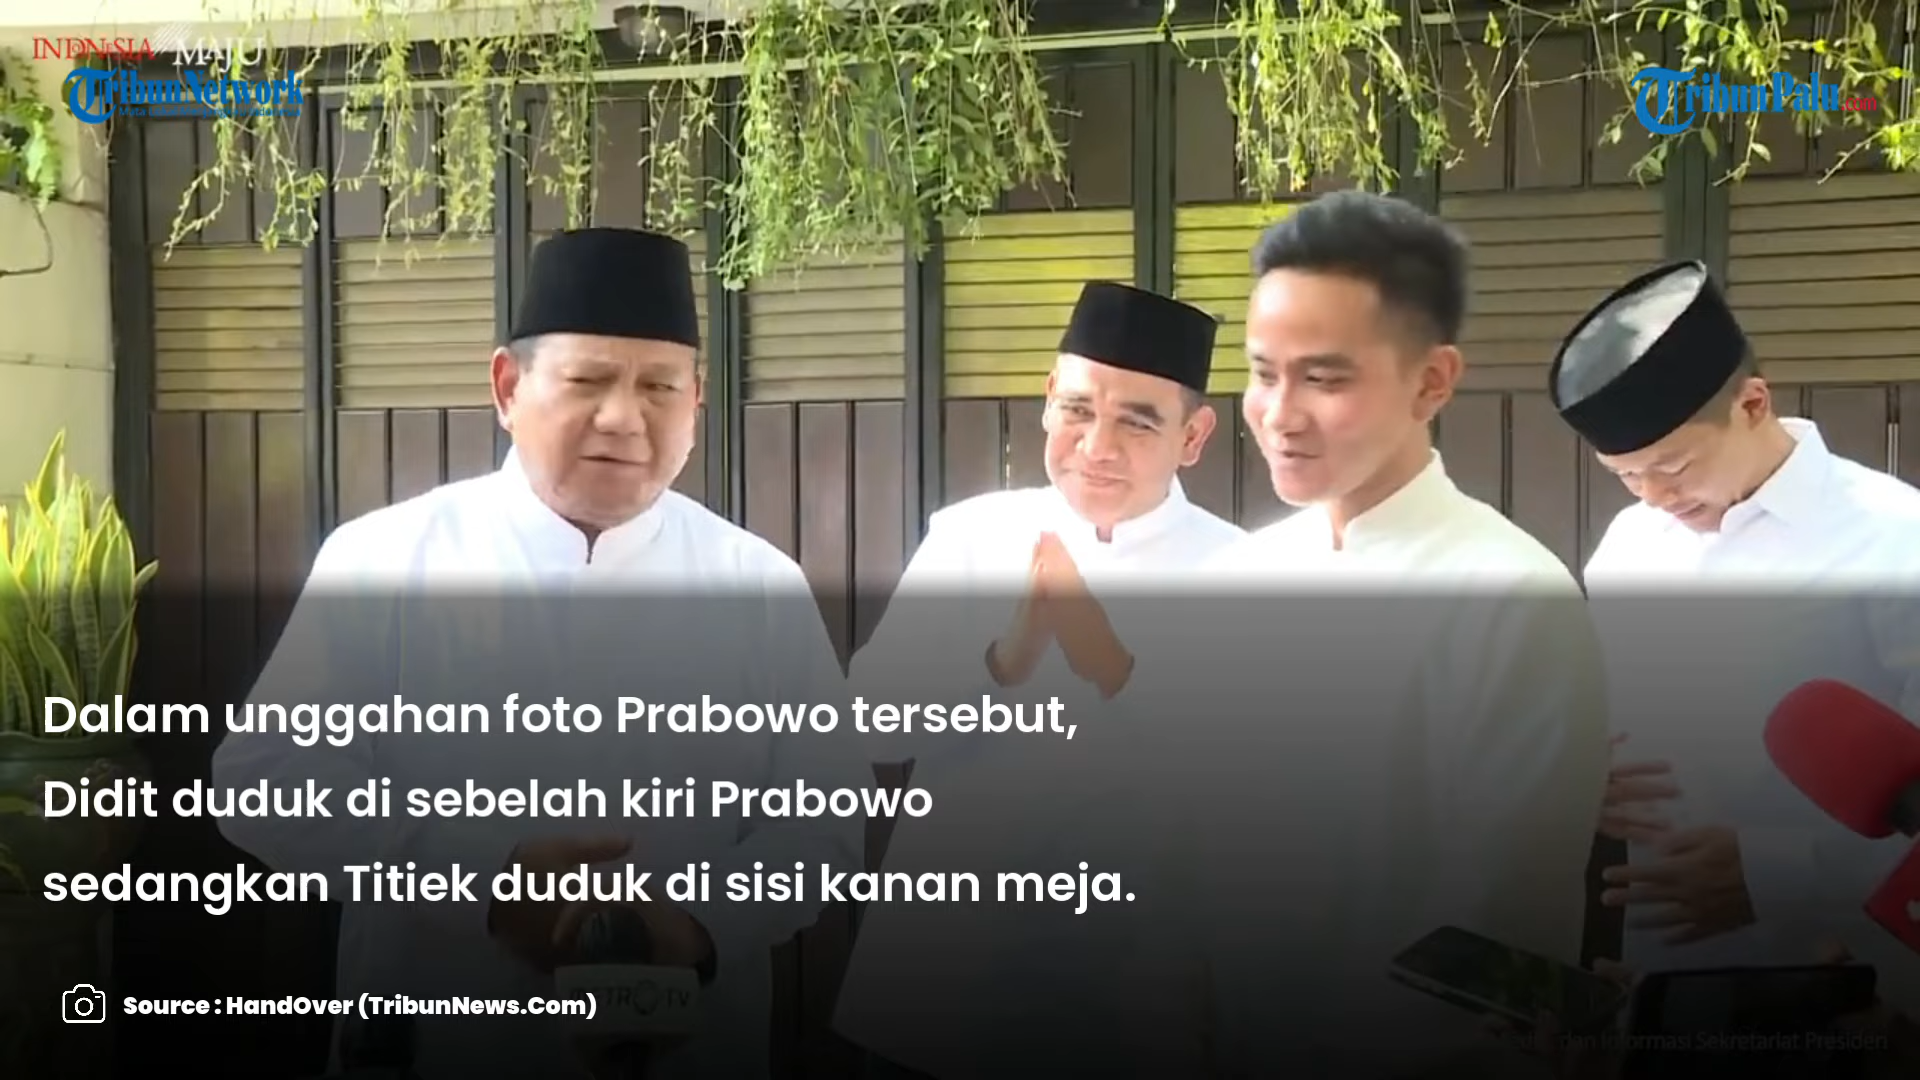 INDONESIA MAJU
TribunNetwork
TribunPalu.com
Dalam unggahan foto Prabowo tersebut,
Didit duduk di sebelah kiri Prabowo
sedangkan Titiek duduk di sisi kanan meja.
METRO TV
Source : HandOver (TribunNews.Com)
dan Informasi Sekretariat Presiden